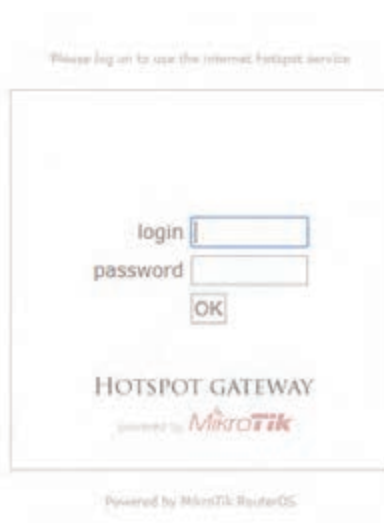 Please log on to use the internet hotspot service
login
password
OK
HOTSPOT GATEWAY
powered by MikroTik
Powered by MikroTik RouterOS